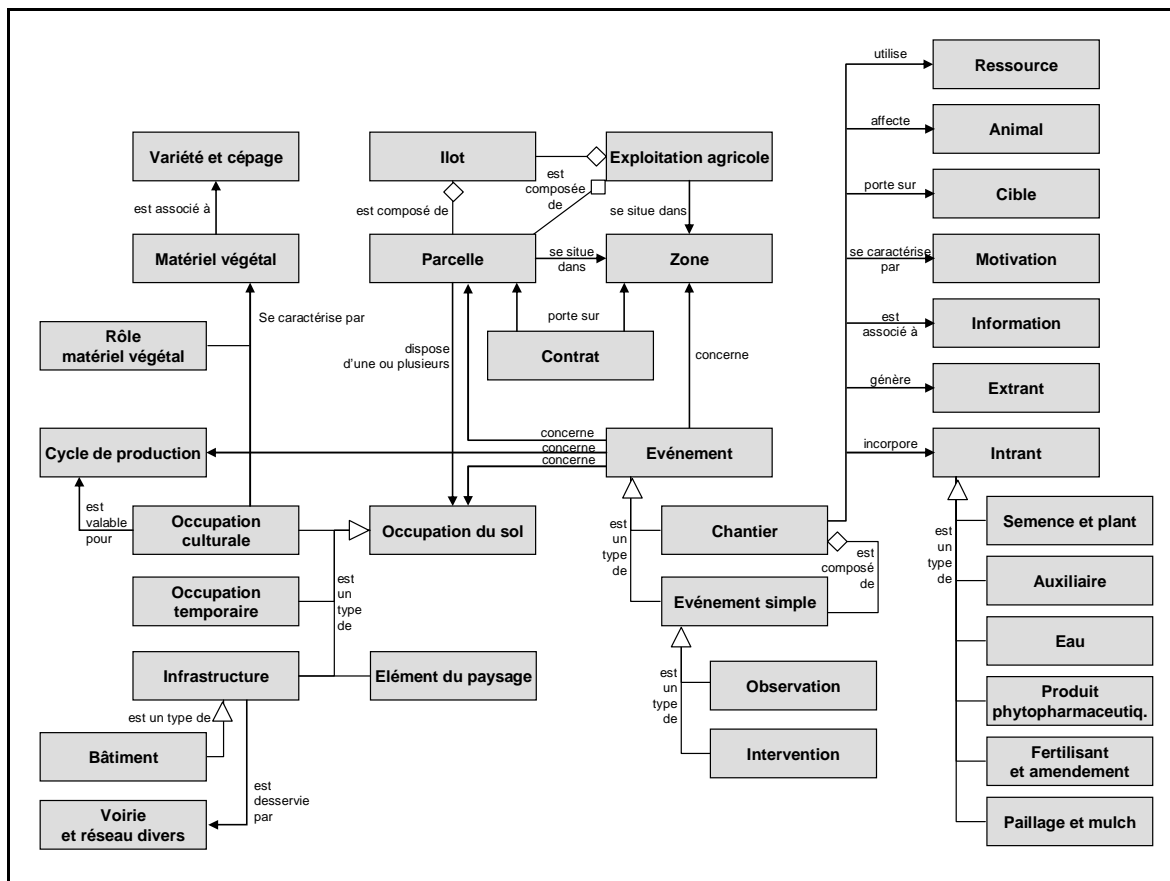 utilise
Ressource
affecte
Animal
Variété et cépage
Ilot
Exploitation agricole
est
composée
de
porte sur
Cible
est associé à
est composé de
se situe dans
Matériel végétal
Parcelle
se situe
dans
Zone
se caractérise
par
Motivation
Se caractérise par
Rôle
matériel végétal
porte sur
est
associé à
Information
dispose
d'une ou plusieurs
Contrat
concerne
génère
Extrant
Cycle de production
concerne
concerne
concerne
Evénement
incorpore
Intrant
est
valable
pour
Occupation
culturale
Occupation du sol
est
un
type
de
Chantier
est
composé
de
est
un
type
de
Semence et plant
Occupation
temporaire
est
un
type
de
Evénement simple
Auxiliaire
Eau
Infrastructure
Elément du paysage
est
un
type
de
Observation
Produit
phytopharmaceutiq.
est un type de
Bâtiment
Intervention
Fertilisant
et amendement
est
desservie
par
Voirie
et réseau divers
Paillage et mulch